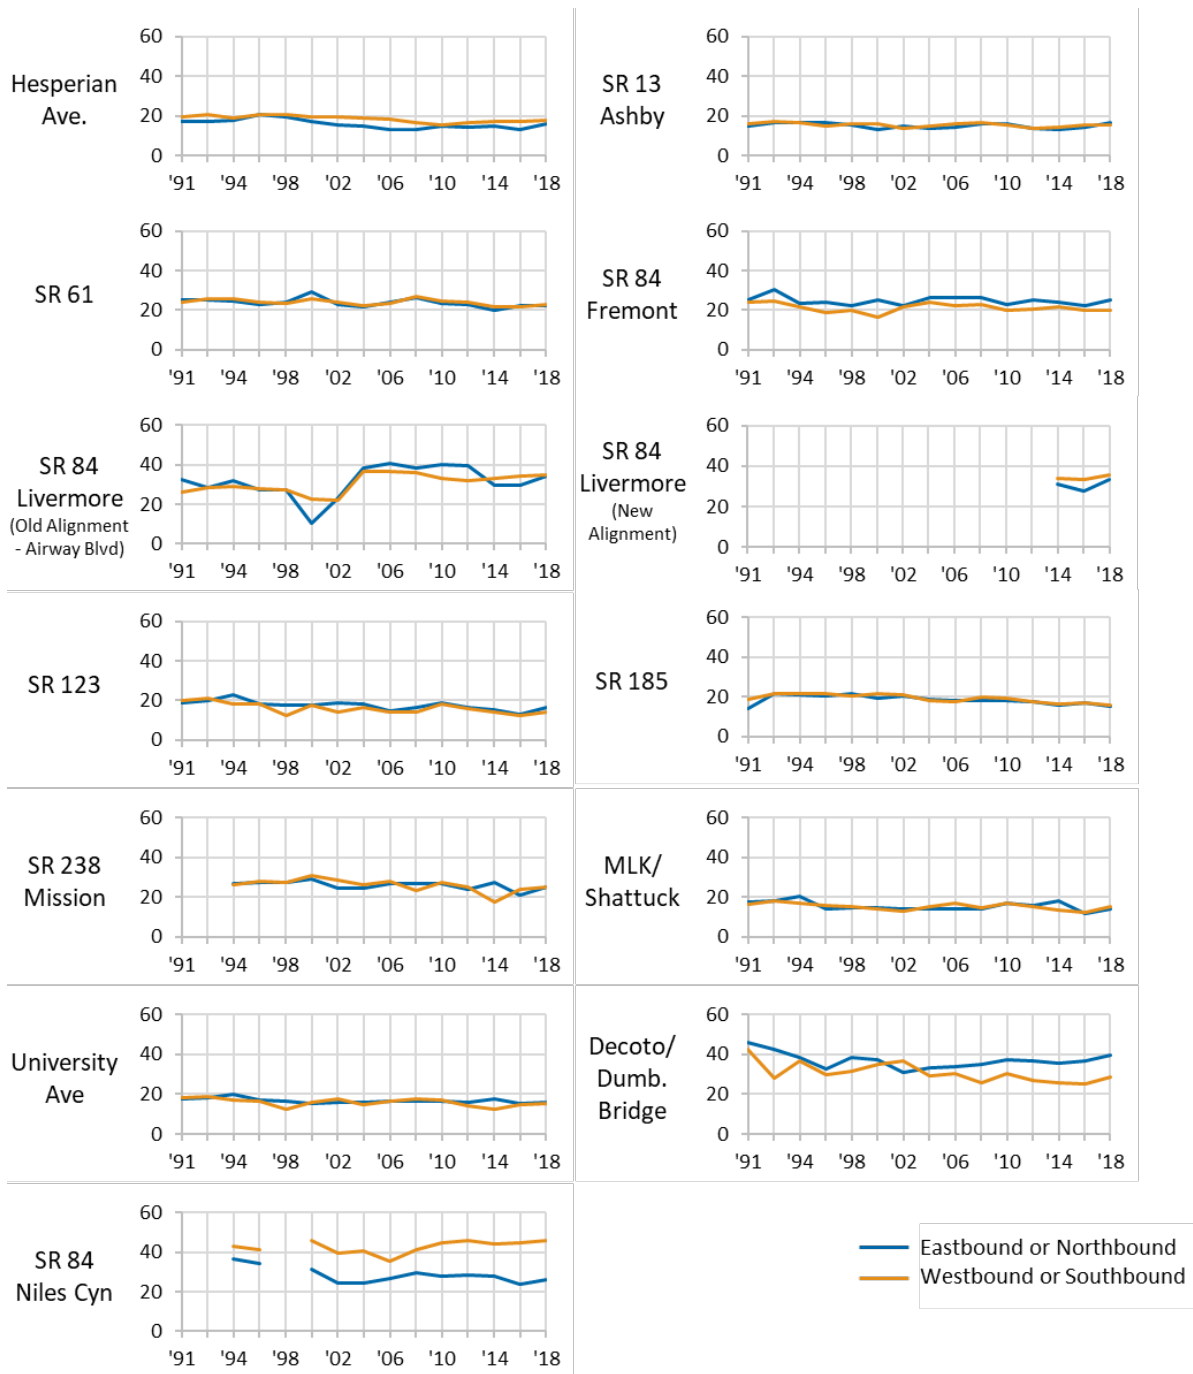 Hesperian
Ave.
60
40
20
0
'91 '94 '98 '02 '06 '10 '14 '18
SR 13
Ashby
60
40
20
0
'91 '94 '98 '02 '06 '10 '14 '18
SR 61
60
40
20
0
'91 '94 '98 '02 '06 '10 '14 '18
SR 84
Fremont
60
40
20
0
'91 '94 '98 '02 '06 '10 '14 '18
SR 84
Livermore
(Old Alignment
- Airway Blvd)
60
40
20
0
'91 '94 '98 '02 '06 '10 '14 '18
SR 84
Livermore
(New
Alignment)
60
40
20
0
'91 '94 '98 '02 '06 '10 '14 '18
SR 123
60
40
20
0
'91 '94 '98 '02 '06 '10 '14 '18
SR 185
60
40
20
0
'91 '94 '98 '02 '06 '10 '14 '18
SR 238
Mission
60
40
20
0
'91 '94 '98 '02 '06 '10 '14 '18
MLK/
Shattuck
60
40
20
0
'91 '94 '98 '02 '06 '10 '14 '18
University
Ave
60
40
20
0
'91 '94 '98 '02 '06 '10 '14 '18
Decoto/
Dumb.
Bridge
60
40
20
0
'91 '94 '98 '02 '06 '10 '14 '18
SR 84
Niles Cyn
60
40
20
0
'91 '94 '98 '02 '06 '10 '14 '18
Eastbound or Northbound
Westbound or Southbound